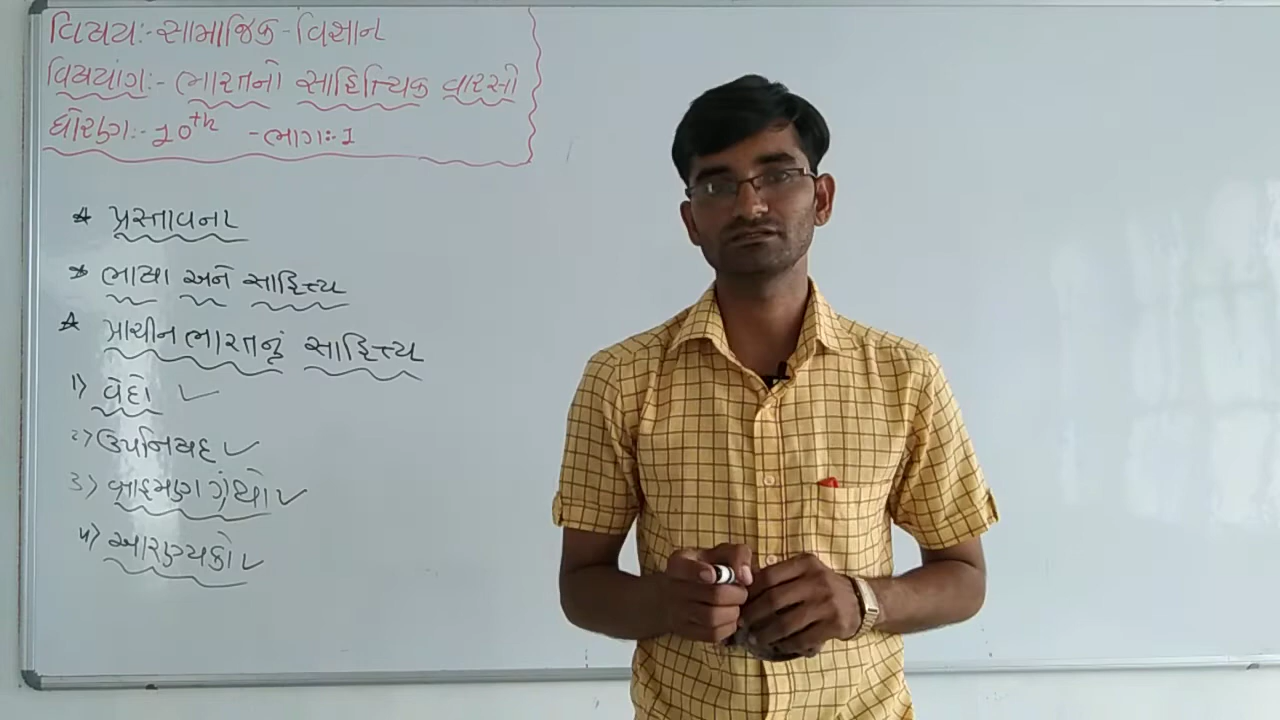 વિષય:- સામાજિક - વિજ્ઞાન
વિષયાંગ:- ભારતનો સાહિત્યિક વારસો
ધોરણ:- 10th - ભાગ:- 1
* પ્રસ્તાવના
* ભાષા અને સાહિત્ય
* પ્રાચીન ભારતનું સાહિત્ય
1) વેદો ✓
2) ઉપનિષદ ✓
3) બ્રાહ્મણ ગ્રંથો ✓
4) આરણ્યકો ✓